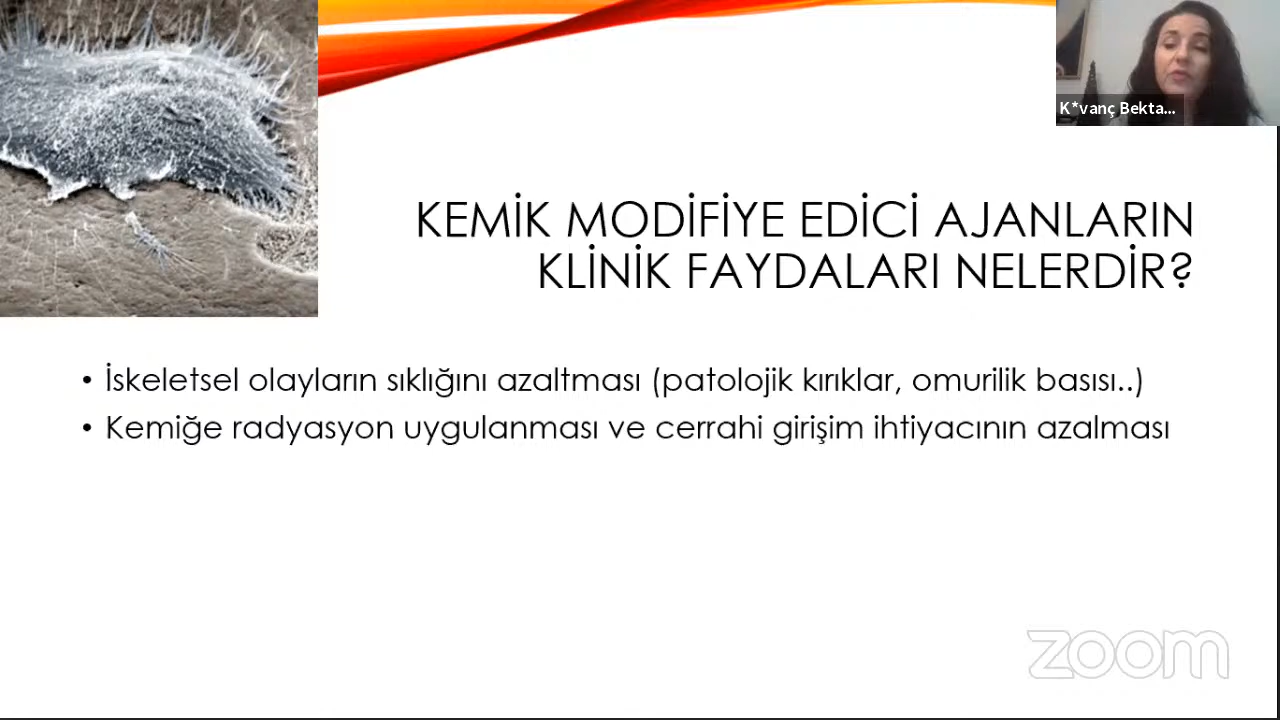 K*vanç Bekta...
KEMİK MODİFİYE EDİCİ AJANLARIN
KLİNİK FAYDALARI NELERDİR?
• İskeletsel olayların sıklığını azaltması (patolojik kırıklar, omurilik basısı..)
• Kemiğe radyasyon uygulanması ve cerrahi girişim ihtiyacının azalması
zoom